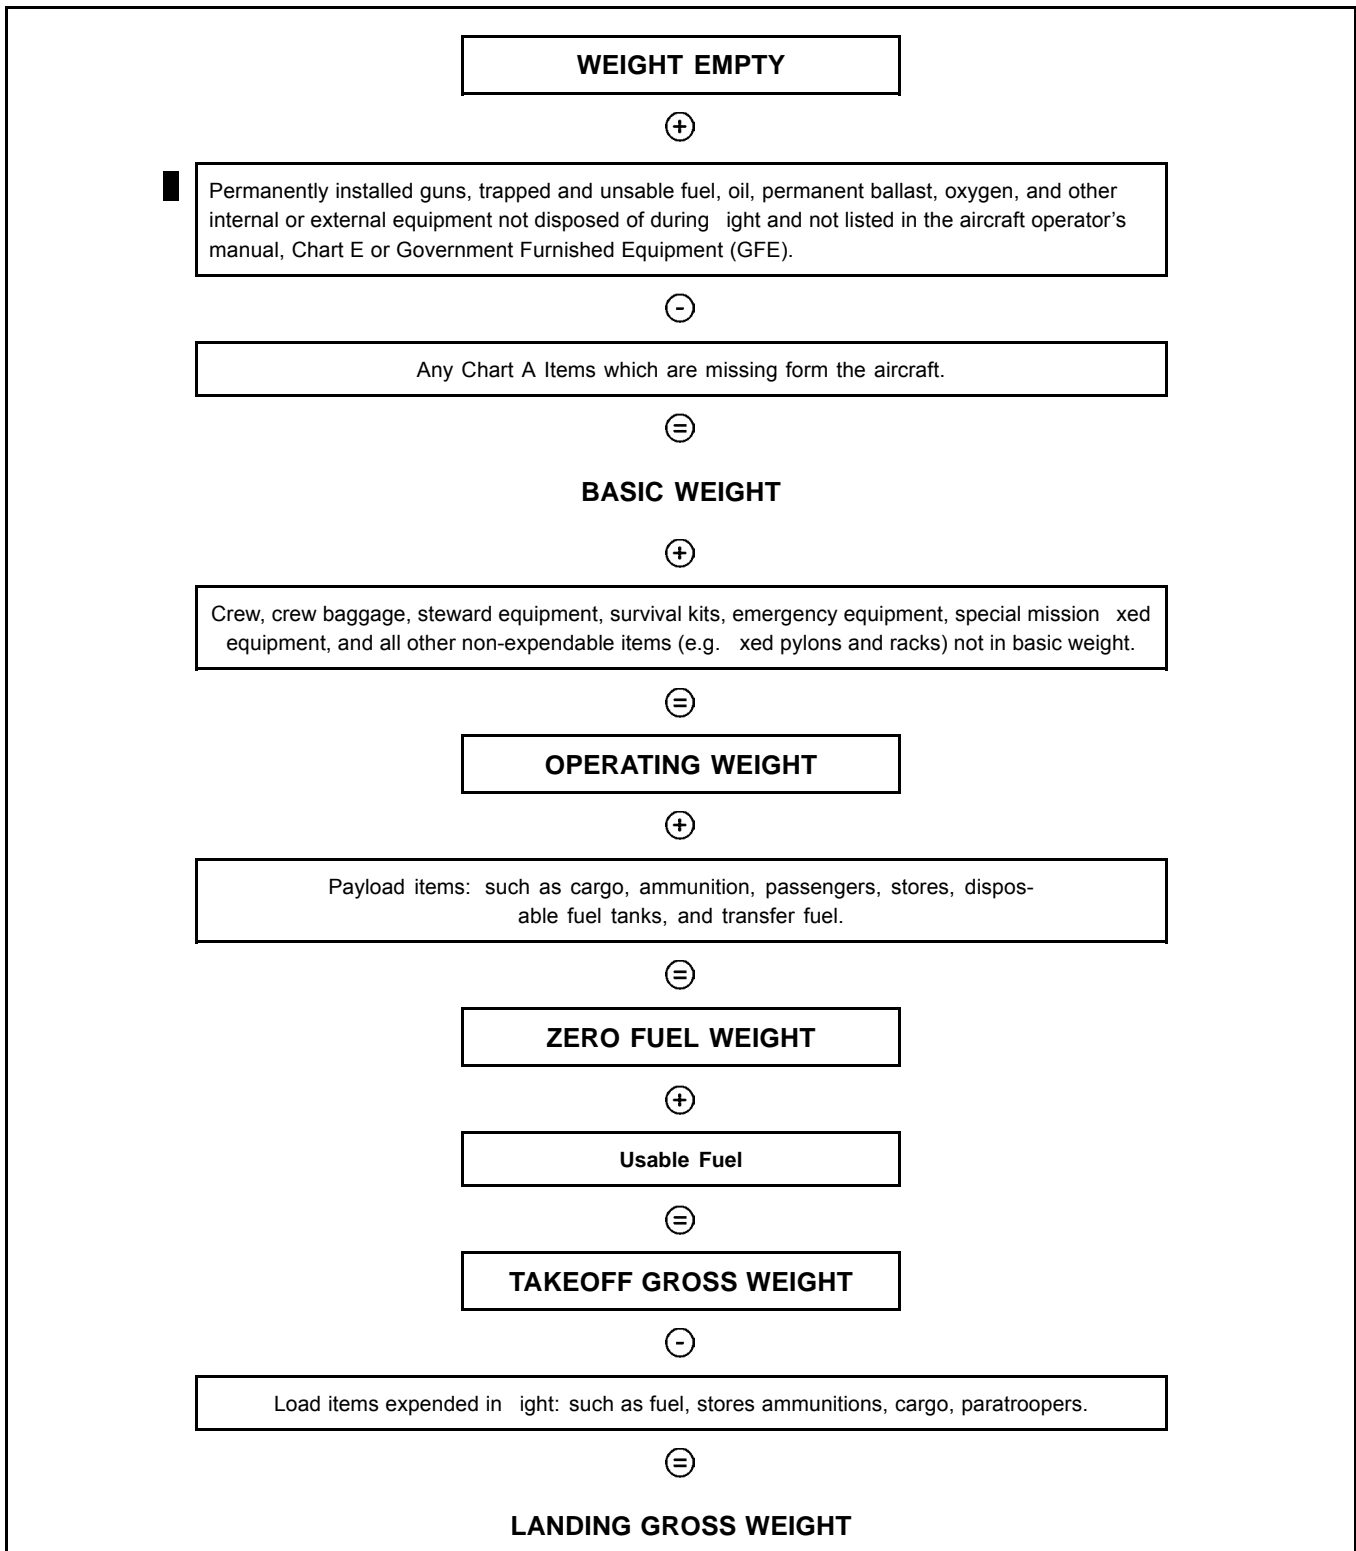 WEIGHT EMPTY
+
Permanently installed guns, trapped and unsable fuel, oil, permanent ballast, oxygen, and other
internal or external equipment not disposed of during ight and not listed in the aircraft operator’s
manual, Chart E or Government Furnished Equipment (GFE).
-
Any Chart A Items which are missing form the aircraft.
=
BASIC WEIGHT
+
Crew, crew baggage, steward equipment, survival kits, emergency equipment, special mission xed
equipment, and all other non-expendable items (e.g. xed pylons and racks) not in basic weight.
=
OPERATING WEIGHT
+
Payload items: such as cargo, ammunition, passengers, stores, dispos-
able fuel tanks, and transfer fuel.
=
ZERO FUEL WEIGHT
+
Usable Fuel
=
TAKEOFF GROSS WEIGHT
-
Load items expended in ight: such as fuel, stores ammunitions, cargo, paratroopers.
=
LANDING GROSS WEIGHT